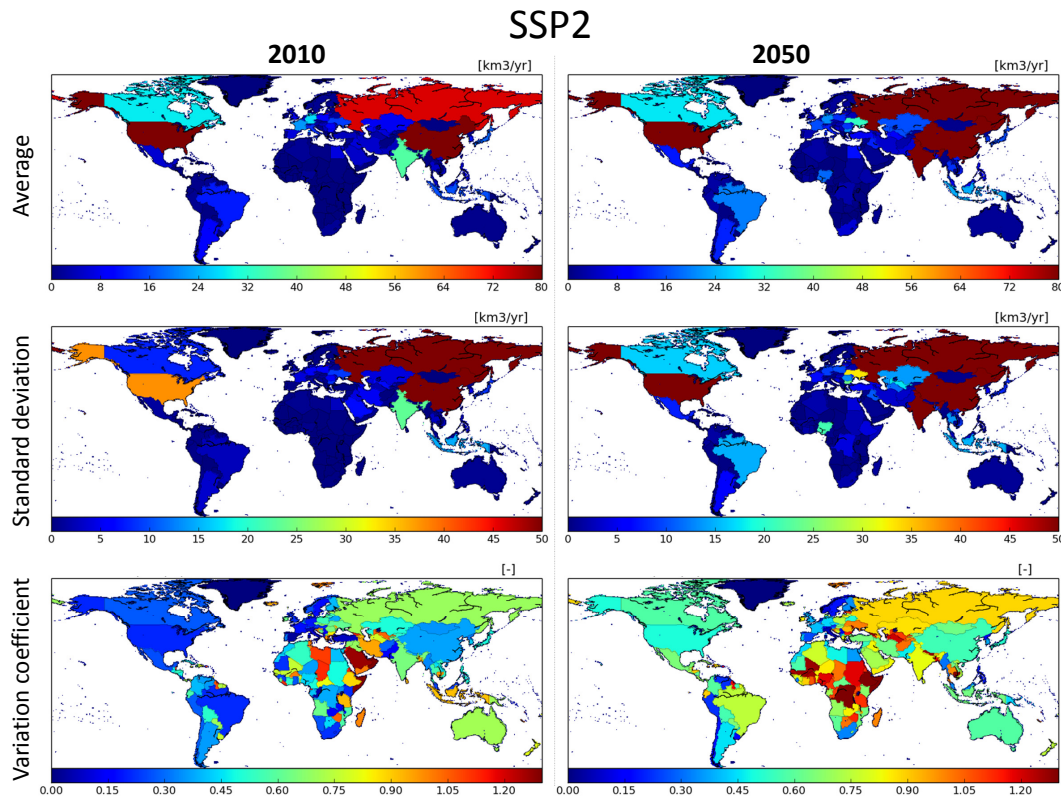 SSP2
2010
2050
[km3/yr]
[km3/yr]
Average
0 8 16 24 32 40 48 56 64 72 80
0 8 16 24 32 40 48 56 64 72 80
[km3/yr]
[km3/yr]
Standard deviation
0 5 10 15 20 25 30 35 40 45 50
0 5 10 15 20 25 30 35 40 45 50
[-]
[-]
Variation coefficient
0.00 0.15 0.30 0.45 0.60 0.75 0.90 1.05 1.20
0.00 0.15 0.30 0.45 0.60 0.75 0.90 1.05 1.20